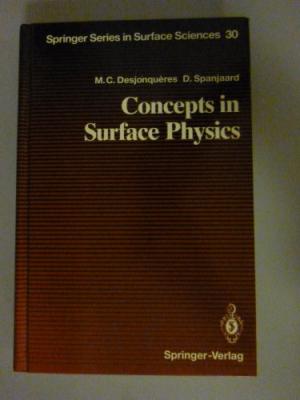 Springer Series in Surface Sciences 30
M.C. Desjonquères D. Spanjaard
Concepts in
Surface Physics
Springer-Verlag